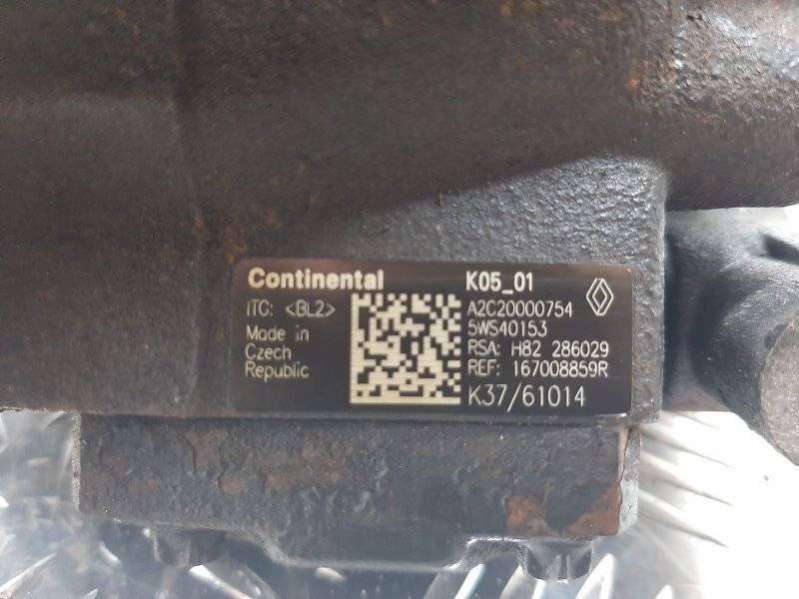 Continental K05_01
ITC: <BL2> A2C20000754
5WS40153
Made in
Czech
Republic
RSA: H82 286029
REF: 167008859R
K37/61014